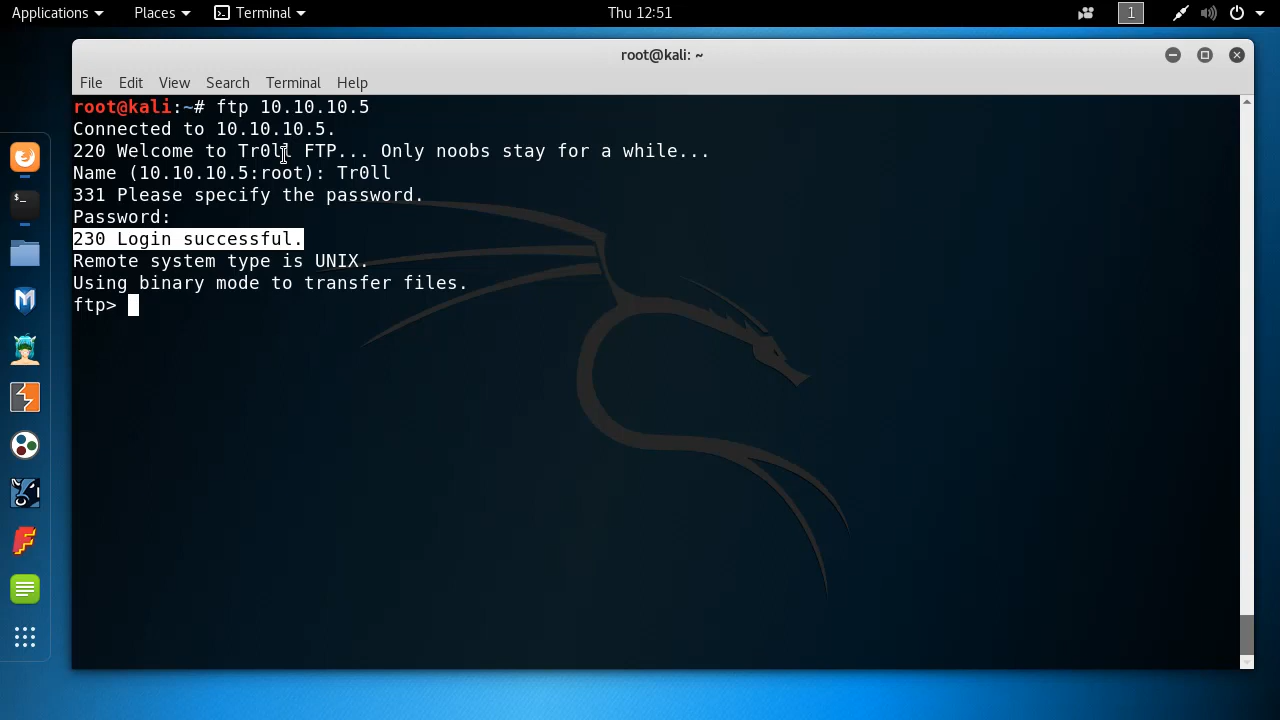 Applications Places Terminal Thu 12:51 1
root@kali: ~
File Edit View Search Terminal Help
root@kali:~# ftp 10.10.10.5
Connected to 10.10.10.5.
220 Welcome to Tr0ll FTP... Only noobs stay for a while...
Name (10.10.10.5:root): Tr0ll
331 Please specify the password.
Password:
230 Login successful.
Remote system type is UNIX.
Using binary mode to transfer files.
ftp>